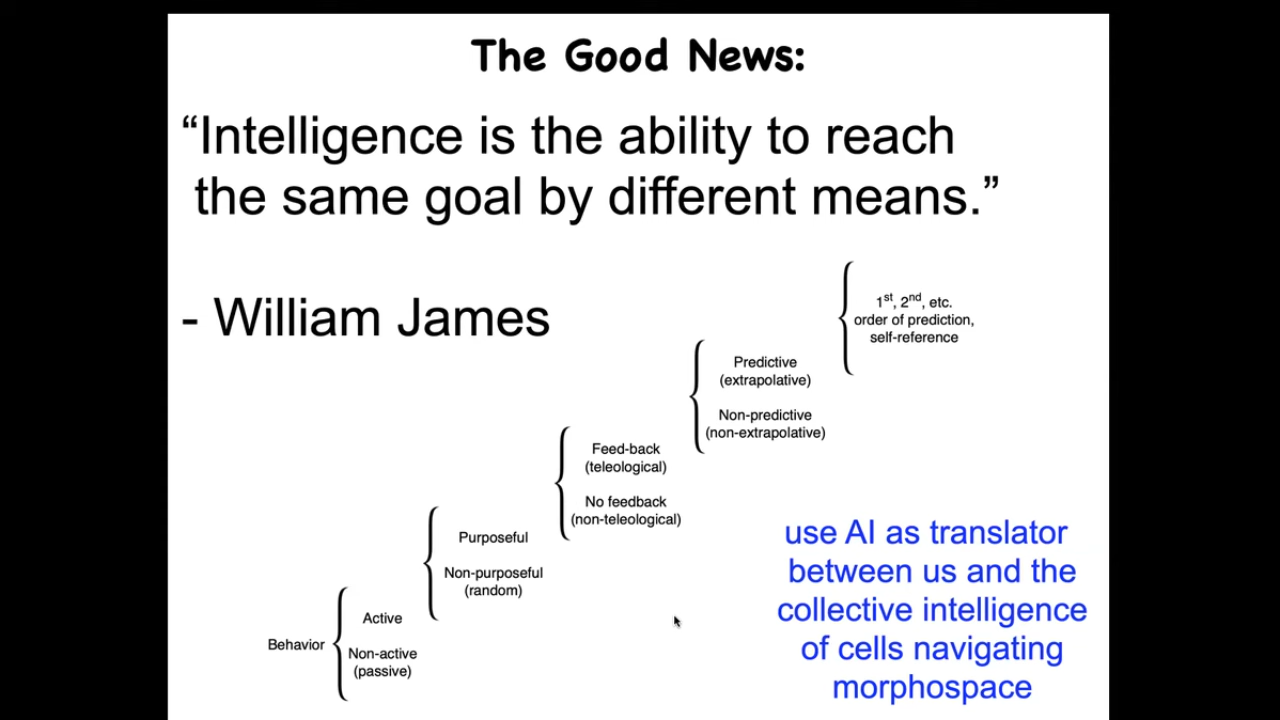 The Good News:
“Intelligence is the ability to reach
the same goal by different means.”
- William James
1st, 2nd, etc.
order of prediction,
self-reference
Predictive
(extrapolative)
Non-predictive
(non-extrapolative)
Feed-back
(teleological)
No feedback
(non-teleological)
Purposeful
Non-purposeful
(random)
Active
Behavior
Non-active
(passive)
use AI as translator
between us and the
collective intelligence
of cells navigating
morphospace